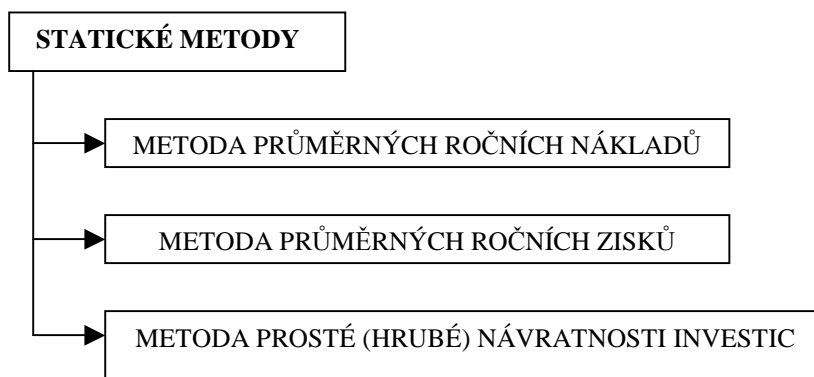 STATICKÉ METODY
METODA PRŮMĚRNÝCH ROČNÍCH NÁKLADŮ
METODA PRŮMĚRNÝCH ROČNÍCH ZISKŮ
METODA PROSTÉ (HRUBÉ) NÁVRATNOSTI INVESTIC